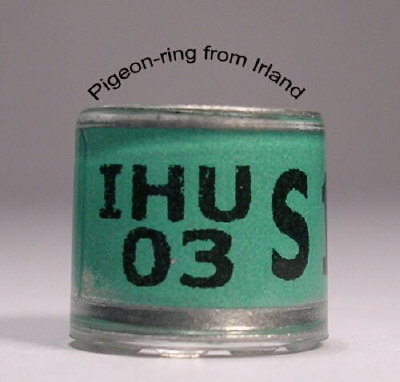 Pigeon-ring from Irland
IHU S
03